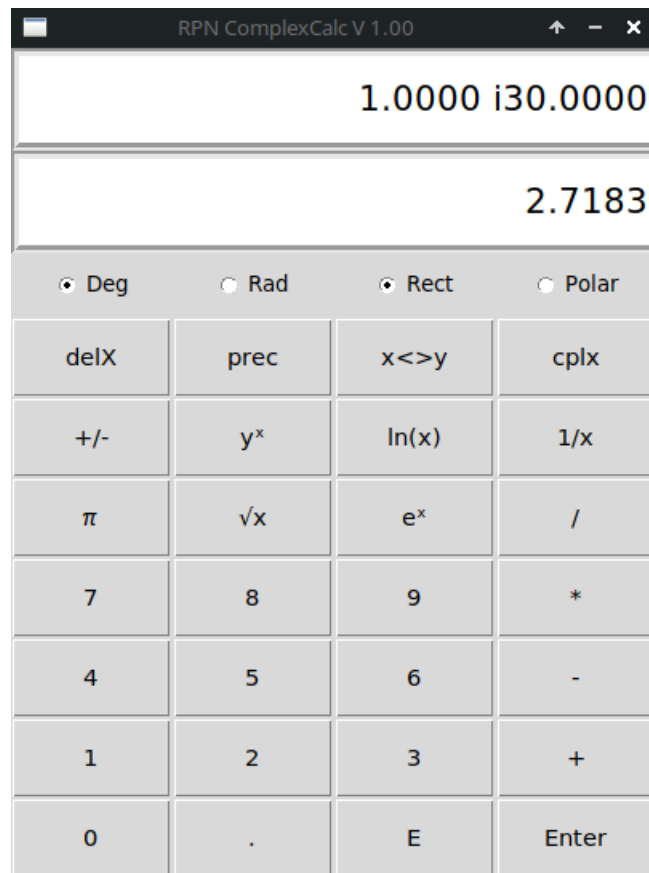 RPN ComplexCalc V 1.00
1.0000 i30.0000
2.7183
Deg Rad Rect Polar
delX prec x<>y cplx
+/- yˣ ln(x) 1/x
π √x eˣ /
7 8 9 *
4 5 6 -
1 2 3 +
0 . E Enter